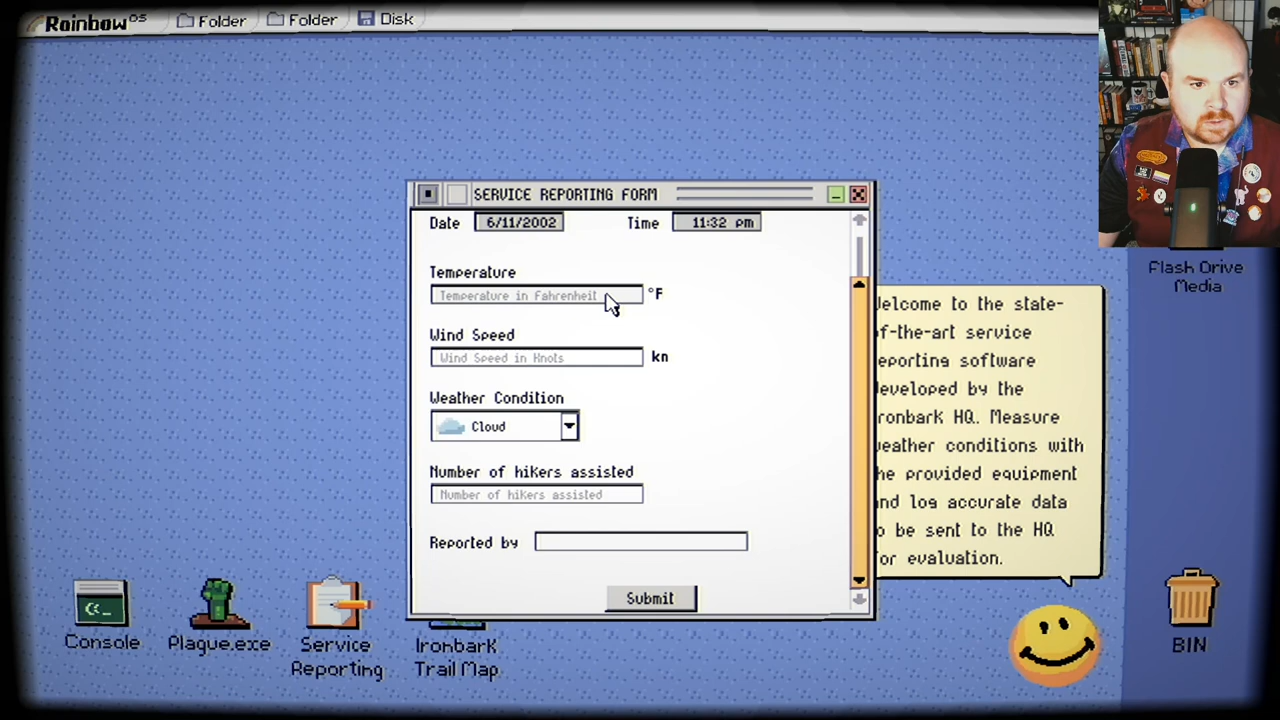 Rainbow OS
Folder
Folder
Disk
SERVICE REPORTING FORM
Date
6/11/2002
Time
11:32 pm
Temperature
Temperature in Fahrenheit
°F
Wind Speed
Wind Speed in Knots
kn
Weather Condition
Cloud
Number of hikers assisted
Number of hikers assisted
Reported by
Submit
Welcome to the state-
of-the-art service
reporting software
developed by the
Ironbark HQ. Measure
weather conditions with
the provided equipment
and log accurate data
to be sent to the HQ
for evaluation.
Flash Drive
Media
Console
Plague.exe
Service
Reporting
Ironbark
Trail Map
BIN